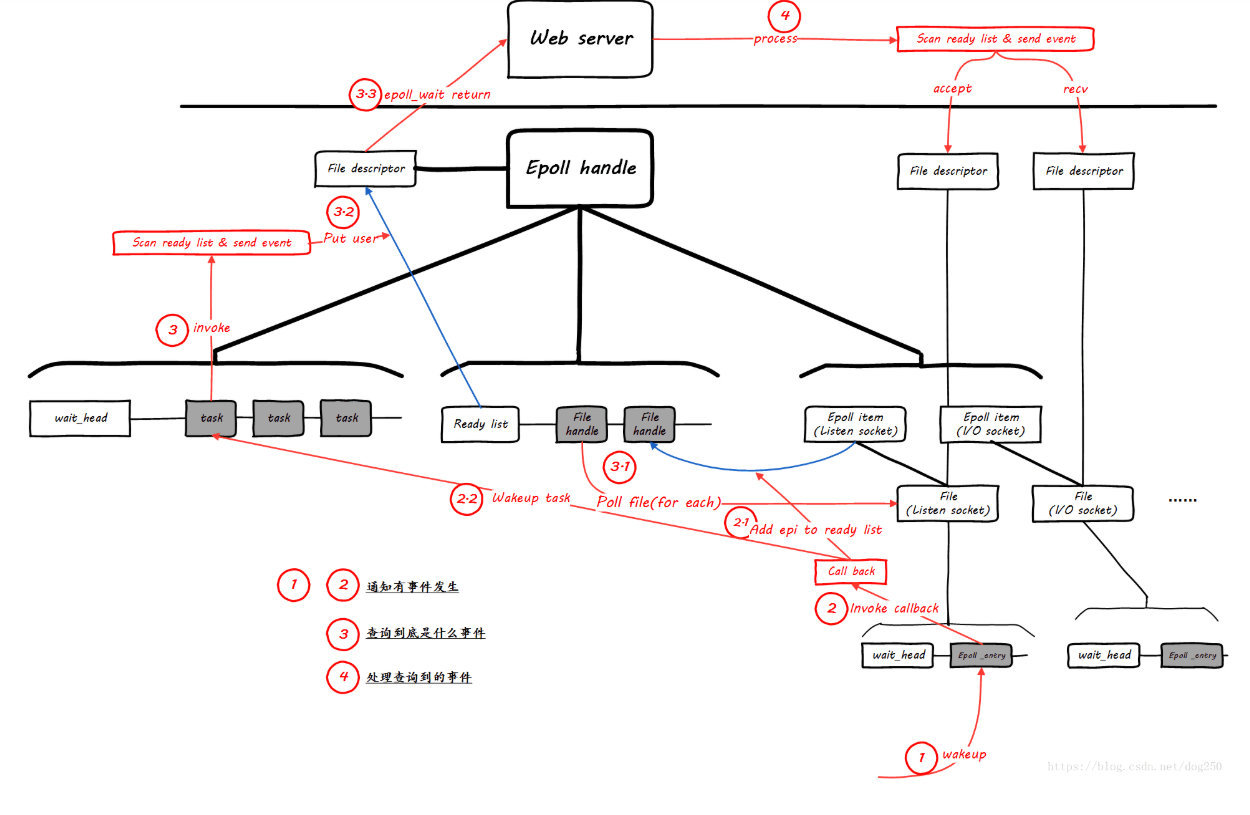 4
Web server
process
Scan ready list & send event
3·3
epoll_wait return
accept
recv
File descriptor
Epoll handle
File descriptor
File descriptor
3·2
Put user
Scan ready list & send event
3
invoke
wait_head
task
task
task
Ready list
File
handle
File
handle
Epoll item
(Listen socket)
Epoll item
(I/O socket)
3·1
2·2
Wakeup task
Poll file(for each)
File
(Listen socket)
File
(I/O socket)
......
2·1
Add epi to ready list
Call back
1
2
通知有事件发生
2
Invoke callback
3
查询到底是什么事件
wait_head
Epoll _entry
wait_head
Epoll _entry
4
处理查询到的事件
1
wakeup
https://blog.csdn.net/dog250